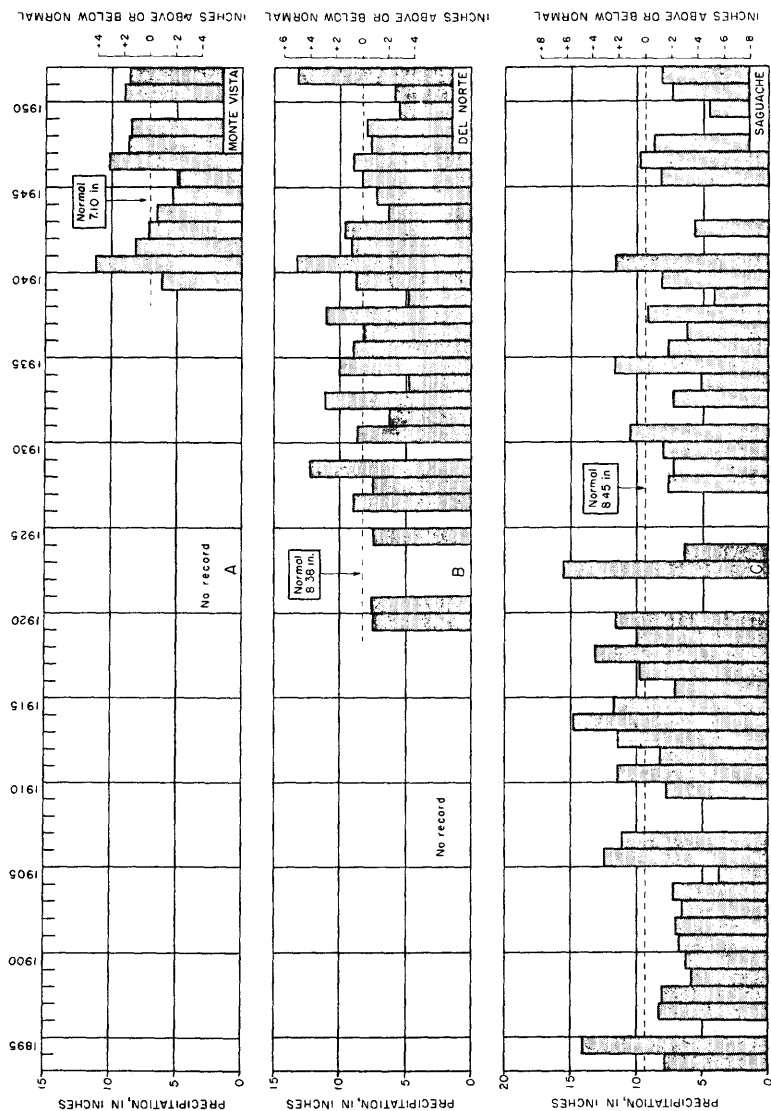 1895 1900 1905 1910 1915 1920 1925 1930 1935 1940 1945 1950
PRECIPITATION, IN INCHES
15
10
5
0
No record
A
Normal
7.10 in
MONTE VISTA
+4
+2
0
2
4
INCHES ABOVE OR BELOW NORMAL
PRECIPITATION, IN INCHES
15
10
5
0
No record
Normal
8.38 in.
B
DEL NORTE
+6
+4
+2
0
2
4
INCHES ABOVE OR BELOW NORMAL
PRECIPITATION, IN INCHES
20
15
10
5
0
C
Normal
8.45 in
SAGUACHE
+8
+6
+4
+2
0
2
4
6
8
INCHES ABOVE OR BELOW NORMAL